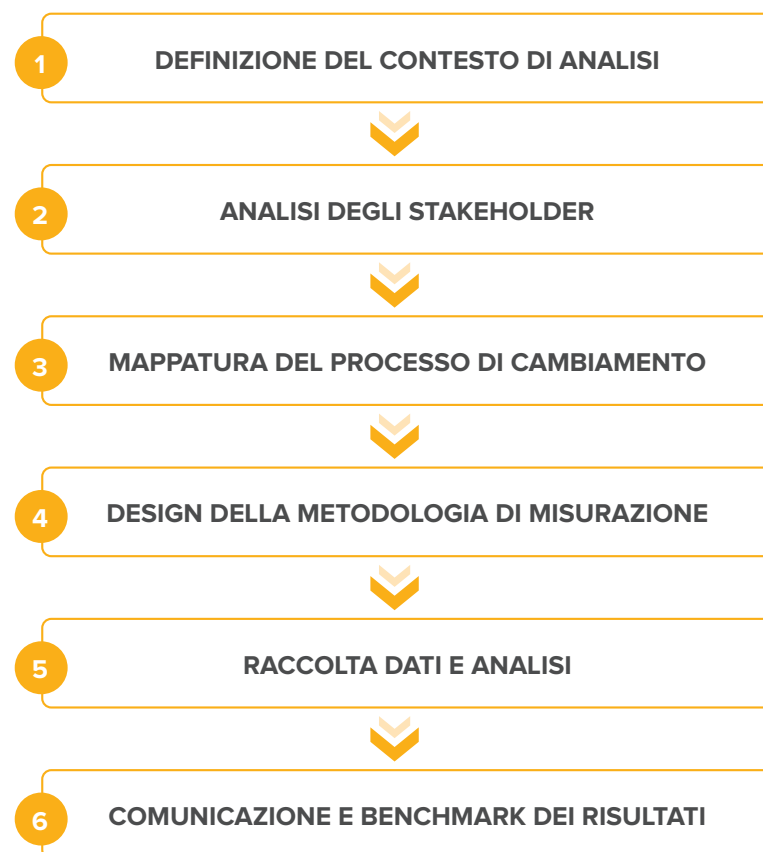 1
DEFINIZIONE DEL CONTESTO DI ANALISI
2
ANALISI DEGLI STAKEHOLDER
3
MAPPATURA DEL PROCESSO DI CAMBIAMENTO
4
DESIGN DELLA METODOLOGIA DI MISURAZIONE
5
RACCOLTA DATI E ANALISI
6
COMUNICAZIONE E BENCHMARK DEI RISULTATI